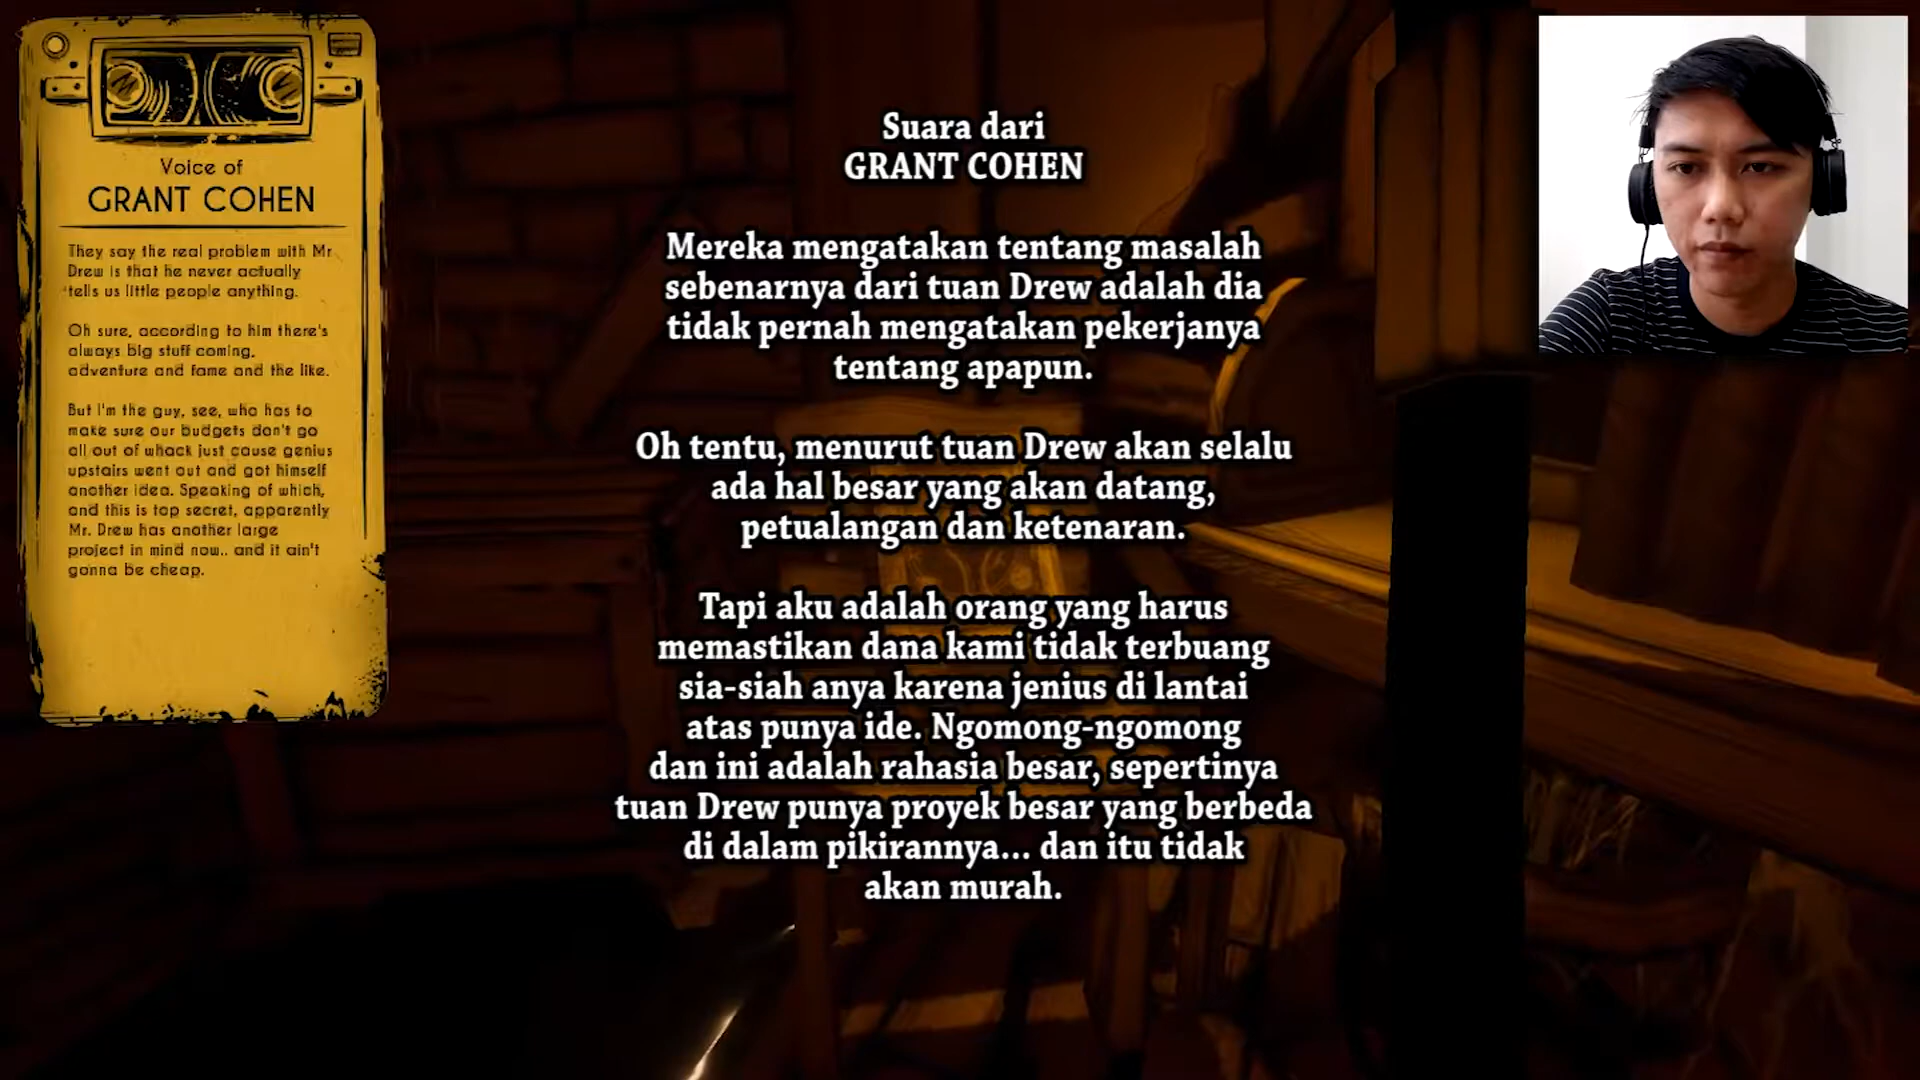 Voice of
GRANT COHEN
They say the real problem with Mr
Drew is that he never actually
tells us little people anything.
Oh sure, according to him there's
always big stuff coming,
adventure and fame and the like.
But I'm the guy, see, who has to
make sure our budgets don't go
all out of whack just cause genius
upstairs went out and got himself
another idea. Speaking of which,
and this is top secret, apparently
Mr. Drew has another large
project in mind now.. and it ain't
gonna be cheap.
Suara dari
GRANT COHEN
Mereka mengatakan tentang masalah
sebenarnya dari tuan Drew adalah dia
tidak pernah mengatakan pekerjanya
tentang apapun.
Oh tentu, menurut tuan Drew akan selalu
ada hal besar yang akan datang,
petualangan dan ketenaran.
Tapi aku adalah orang yang harus
memastikan dana kami tidak terbuang
sia-siah anya karena jenius di lantai
atas punya ide. Ngomong-ngomong
dan ini adalah rahasia besar, sepertinya
tuan Drew punya proyek besar yang berbeda
di dalam pikirannya... dan itu tidak
akan murah.